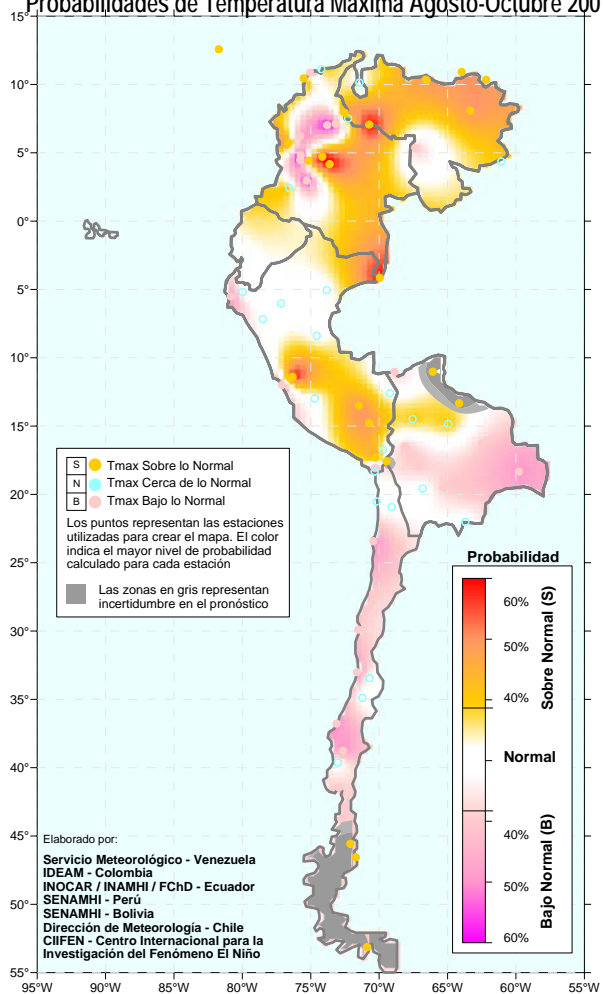 Probabilidades de Temperatura Máxima Agosto-Octubre 200
15°
10°
5°
0°
5°
10°
15°
20°
25°
30°
35°
40°
45°
50°
55°
95°W 90°W 85°W 80°W 75°W 70°W 65°W 60°W 55°W
S Tmax Sobre lo Normal
N Tmax Cerca de lo Normal
B Tmax Bajo lo Normal
Los puntos representan las estaciones
utilizadas para crear el mapa. El color
indica el mayor nivel de probabilidad
calculado para cada estación
Las zonas en gris representan
incertidumbre en el pronóstico
Probabilidad
60%
50%
40%
Sobre Normal (S)
Normal
40%
50%
60%
Bajo Normal (B)
Elaborado por:
Servicio Meteorológico - Venezuela
IDEAM - Colombia
INOCAR / INAMHI / FChD - Ecuador
SENAMHI - Perú
SENAMHI - Bolivia
Dirección de Meteorología - Chile
CIIFEN - Centro Internacional para la
Investigación del Fenómeno El Niño